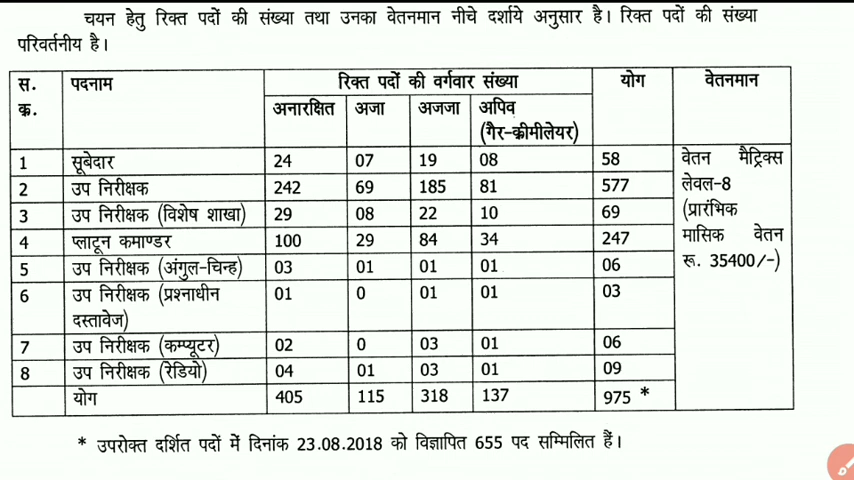 चयन हेतु रिक्त पदों की संख्या तथा उनका वेतनमान नीचे दर्शाये अनुसार है। रिक्त पदों की संख्या
परिवर्तनीय है।
स. क्र. पदनाम रिक्त पदों की वर्गवार संख्या योग वेतनमान
अनारक्षित अजा अजजा अपिव (गैर-क्रीमीलेयर)
1 सूबेदार 24 07 19 08 58 वेतन मैट्रिक्स
2 उप निरीक्षक 242 69 185 81 577 लेवल-8
3 उप निरीक्षक (विशेष शाखा) 29 08 22 10 69 (प्रारंभिक
4 प्लाटून कमाण्डर 100 29 84 34 247 मासिक वेतन
5 उप निरीक्षक (अंगुल-चिन्ह) 03 01 01 01 06 रू. 35400/-)
6 उप निरीक्षक (प्रश्नाधीन 01 0 01 01 03
दस्तावेज)
7 उप निरीक्षक (कम्प्यूटर) 02 0 03 01 06
8 उप निरीक्षक (रेडियो) 04 01 03 01 09
योग 405 115 318 137 975 *
* उपरोक्त दर्शित पदों में दिनांक 23.08.2018 को विज्ञापित 655 पद सम्मिलित हैं।